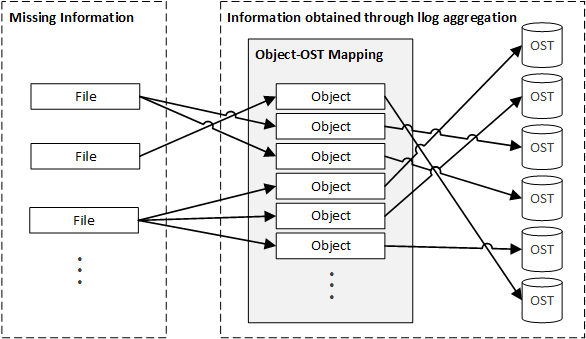 Missing Information
Information obtained through llog aggregation
Object-OST Mapping
File
File
File
Object
Object
Object
Object
Object
Object
OST
OST
OST
OST
OST
OST